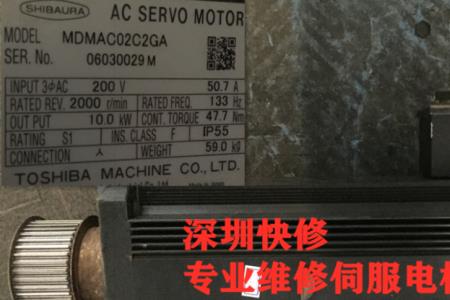 SHIBAURA
AC SERVO MOTOR
MODEL MDMAC02C2GA
SER. No. 06030029 M
INPUT 3ϕAC 200 V 50.7 A
RATED REV. 2000 r/min RATED FREQ. 133 Hz
OUT PUT 10.0 kW CONT. TORQUE 47.7 Nm
RATING S1 INS. CLASS F IP55
CONNECTION 人 WEIGHT 59.0 kg
TOSHIBA MACHINE CO., LTD.
深圳快修
专业维修伺服电机